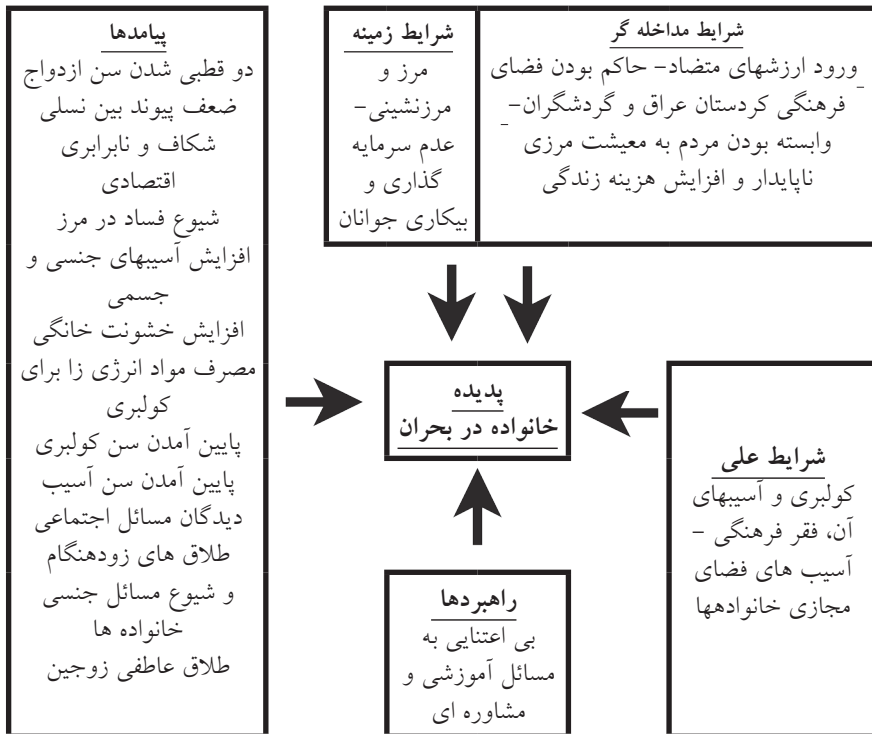 شرایط مداخله گر
ورود ارزشهای متضاد- حاکم بودن فضای
فرهنگی کردستان عراق و گردشگران-
وابسته بودن مردم به معیشت مرزی
ناپایدار و افزایش هزینه زندگی
شرایط زمینه
مرز و
مرزنشینی-
عدم سرمایه
گذاری و
بیکاری جوانان
پیامدها
دو قطبی شدن سن ازدواج
ضعف پیوند بین نسلی
شکاف و نابرابری
اقتصادی
شیوع فساد در مرز
افزایش آسیبهای جنسی و
جسمی
افزایش خشونت خانگی
مصرف مواد انرژی زا برای
کولبری
پایین آمدن سن کولبری
پایین آمدن سن آسیب
دیدگان مسائل اجتماعی
طلاق های زودهنگام
و شیوع مسائل جنسی
خانواده ها
طلاق عاطفی زوجین
پدیده
خانواده در بحران
شرایط علی
کولبری و آسیبهای
آن، فقر فرهنگی -
آسیب های فضای
مجازی خانوادهها
راهبردها
بی اعتنایی به
مسائل آموزشی و
مشاوره ای